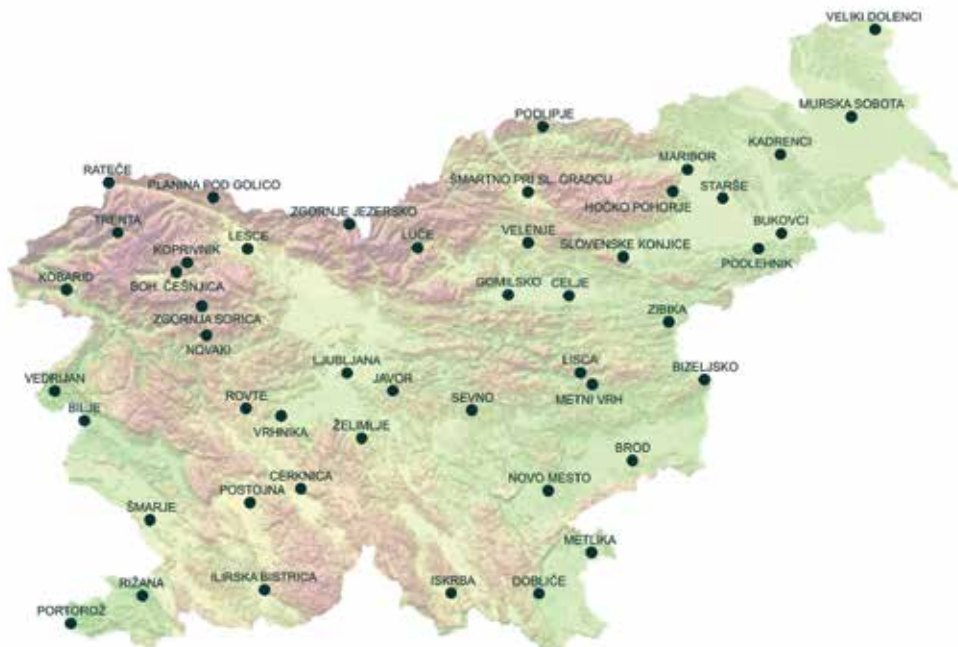 VELIKI DOLENCI
MURSKA SOBOTA
PODLIPJE
KADRENCI
RATEČE
MARIBOR
PLANINA POD GOLICO
ŠMARTNO PRI SL. GRADCU
HOČKO POHORJE
STARŠE
TRENTA
ZGORNJE JEZERSKO
BUKOVCI
LESCE
LUČE
VELENJE
SLOVENSKE KONJICE
KOPRIVNIK
PODLEHNIK
KOBARID
BOH. ČEŠNJICA
GOMILSKO
CELJE
ZGORNJA SORICA
ZIBIKA
NOVAKI
LJUBLJANA
LISCA
BIZELJSKO
VEDRIJAN
JAVOR
METNI VRH
ROVTE
SEVNO
BILJE
VRHNIKA
ŽELIMLJE
BROD
CERKNICA
NOVO MESTO
POSTOJNA
ŠMARJE
METLIKA
RIŽANA
ILIRSKA BISTRICA
ISKRBA
DOBLIČE
PORTOROŽ